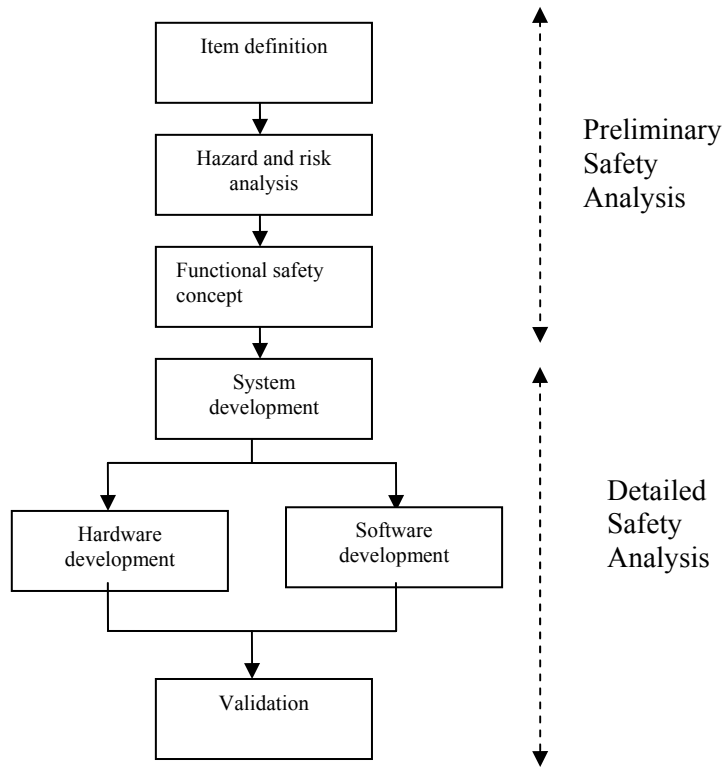 Item definition
Hazard and risk
analysis
Preliminary
Safety
Analysis
Functional safety
concept
System
development
Hardware
development
Software
development
Detailed
Safety
Analysis
Validation